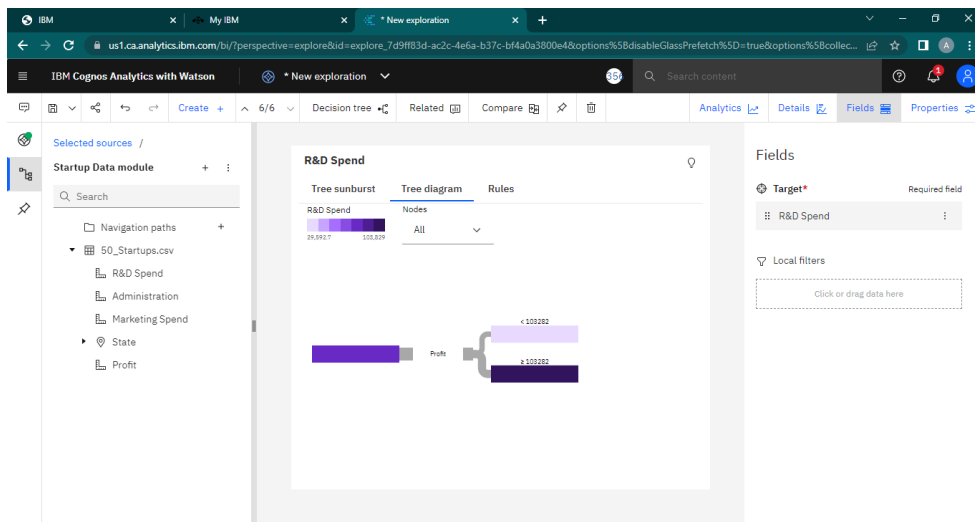 IBM
My IBM
* New exploration
us1.ca.analytics.ibm.com/bi/?perspective=explore&id=explore_7d9ff83d-ac2c-4e6a-b37c-bf4a0a3800e4&options%5BdisableGlassPrefetch%5D=true&options%5Bcollec...
A
IBM Cognos Analytics with Watson
* New exploration
356
Search content
1
Create +
6/6
Decision tree
Related
Compare
Analytics
Details
Fields
Properties
Selected sources /
Startup Data module
Search
Navigation paths
50_Startups.csv
R&D Spend
Administration
Marketing Spend
State
Profit
R&D Spend
Tree sunburst
Tree diagram
Rules
R&D Spend
29,692.7
105,829
Nodes
All
Profit
< 103282
≥ 103282
Fields
Target*
Required field
R&D Spend
Local filters
Click or drag data here